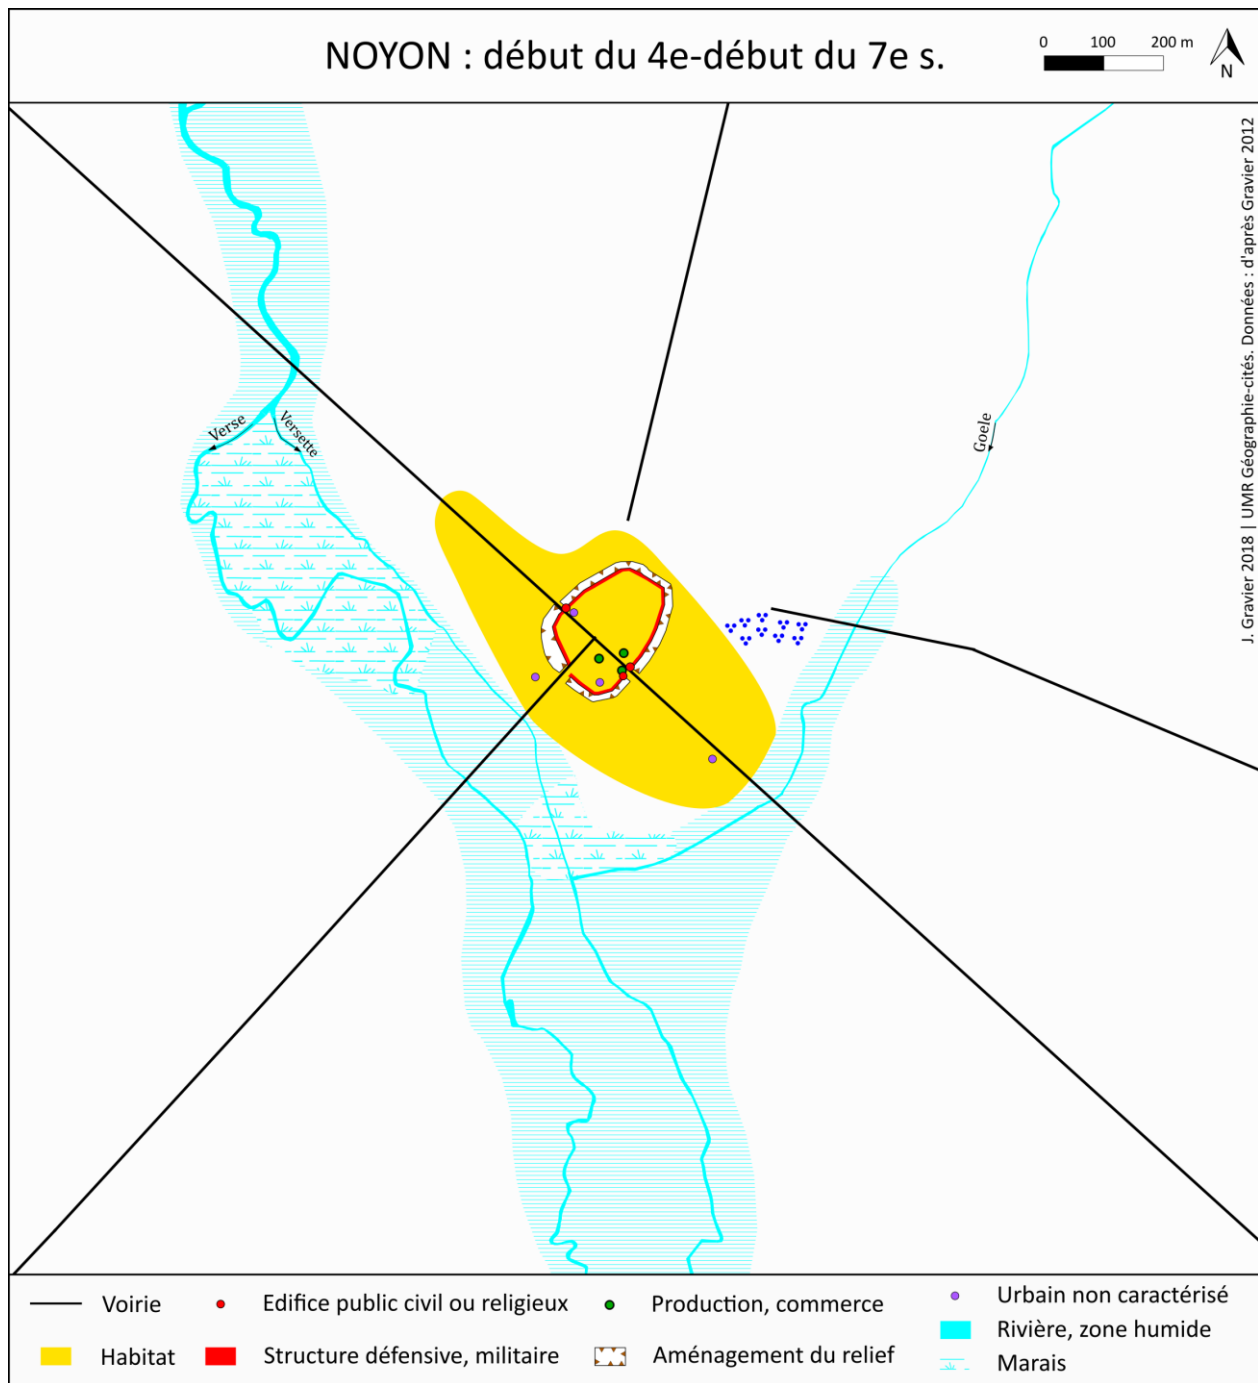 NOYON : début du 4e-début du 7e s.
0 100 200 m
N
J. Gravier 2018 | UMR Géographie-cités. Données : d'après Gravier 2012
Verse
Versette
Goele
Voirie
Edifice public civil ou religieux
Production, commerce
Urbain non caractérisé
Rivière, zone humide
Habitat
Structure défensive, militaire
Aménagement du relief
Marais